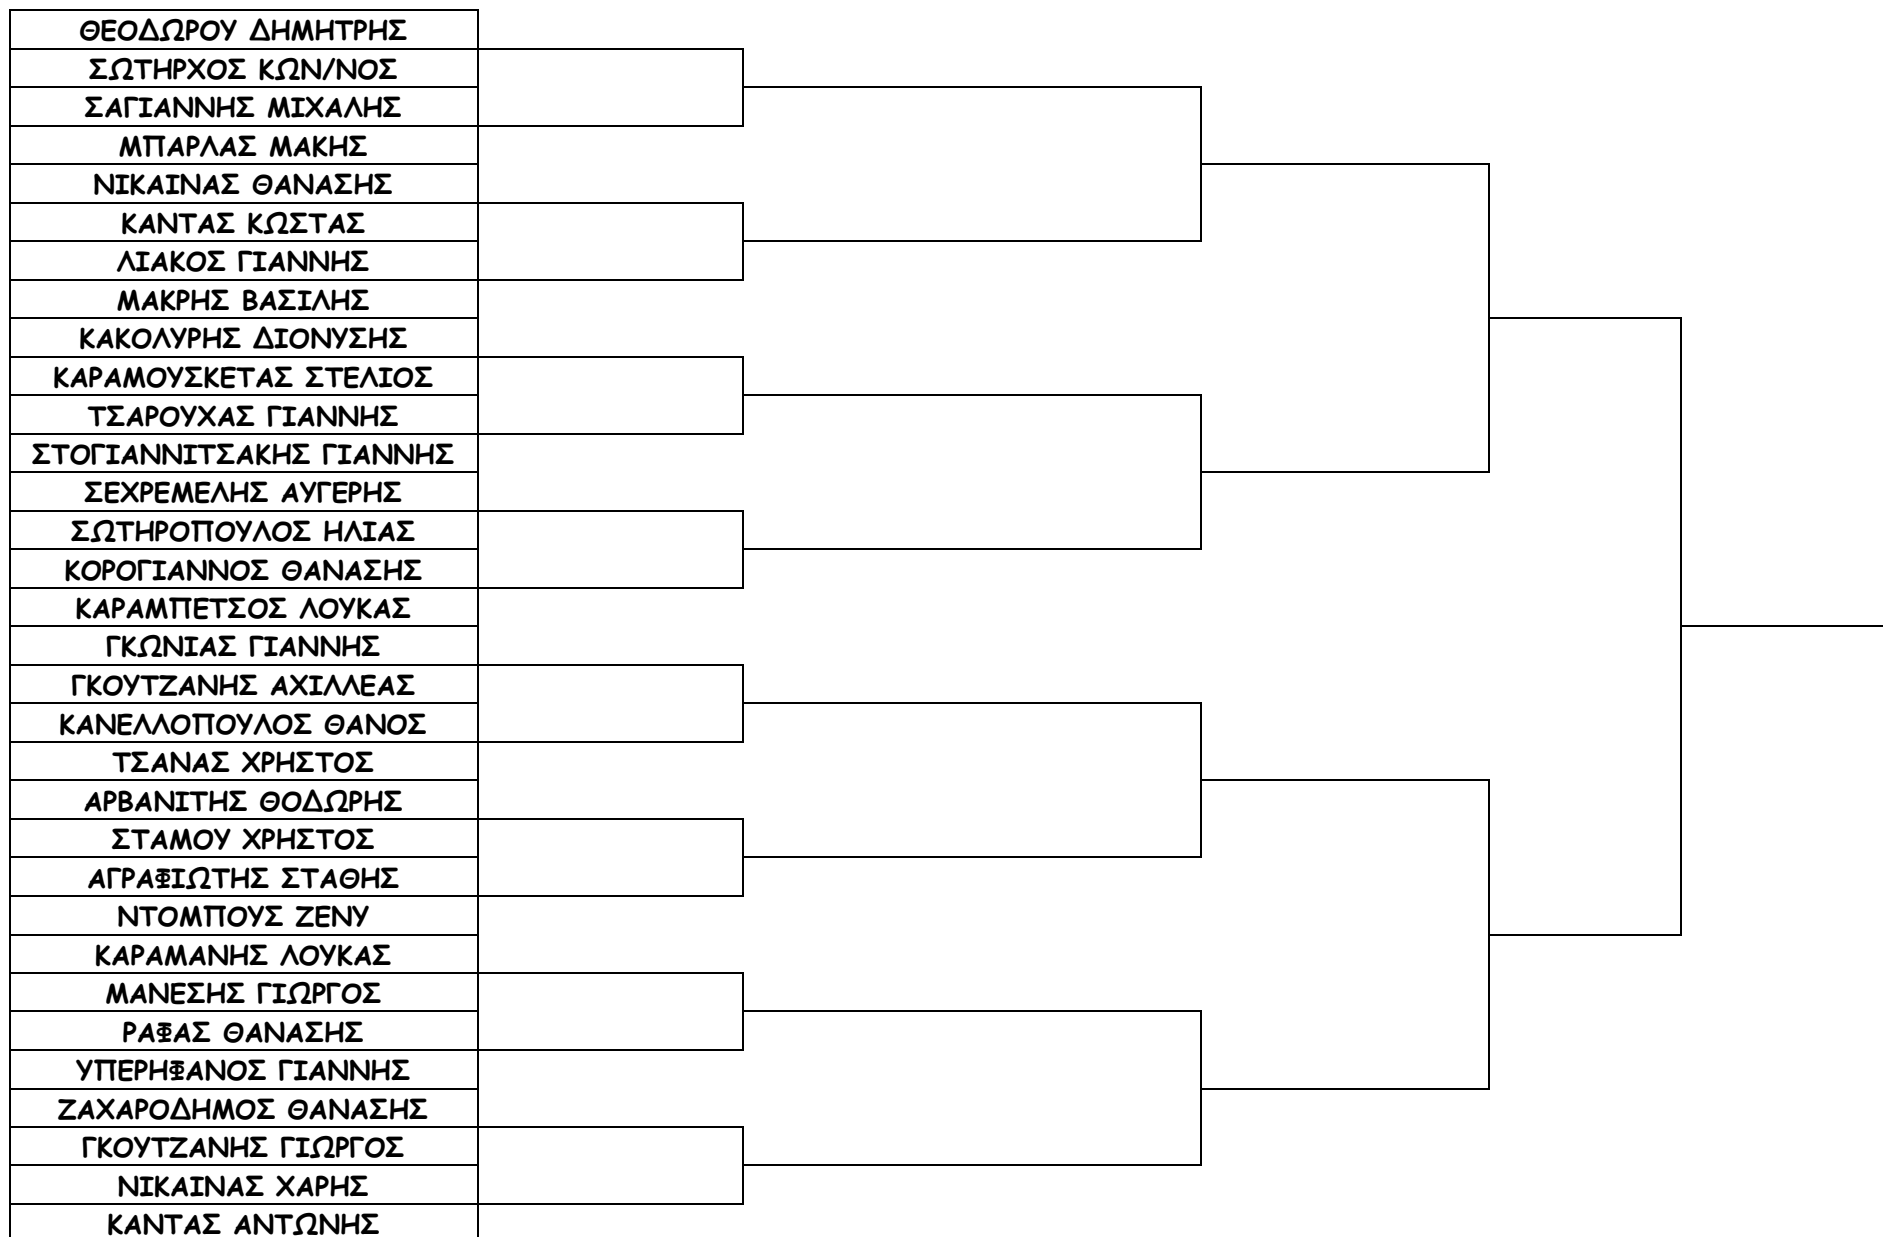 ΘΕΟΔΩΡΟΥ ΔΗΜΗΤΡΗΣ
ΣΩΤΗΡΧΟΣ ΚΩΝ/ΝΟΣ
ΣΑΓΙΑΝΝΗΣ ΜΙΧΑΛΗΣ
ΜΠΑΡΛΑΣ ΜΑΚΗΣ
ΝΙΚΑΙΝΑΣ ΘΑΝΑΣΗΣ
ΚΑΝΤΑΣ ΚΩΣΤΑΣ
ΛΙΑΚΟΣ ΓΙΑΝΝΗΣ
ΜΑΚΡΗΣ ΒΑΣΙΛΗΣ
ΚΑΚΟΛΥΡΗΣ ΔΙΟΝΥΣΗΣ
ΚΑΡΑΜΟΥΣΚΕΤΑΣ ΣΤΕΛΙΟΣ
ΤΣΑΡΟΥΧΑΣ ΓΙΑΝΝΗΣ
ΣΤΟΓΙΑΝΝΙΤΣΑΚΗΣ ΓΙΑΝΝΗΣ
ΣΕΧΡΕΜΕΛΗΣ ΑΥΓΕΡΗΣ
ΣΩΤΗΡΟΠΟΥΛΟΣ ΗΛΙΑΣ
ΚΟΡΟΓΙΑΝΝΟΣ ΘΑΝΑΣΗΣ
ΚΑΡΑΜΠΕΤΣΟΣ ΛΟΥΚΑΣ
ΓΚΩΝΙΑΣ ΓΙΑΝΝΗΣ
ΓΚΟΥΤΖΑΝΗΣ ΑΧΙΛΛΕΑΣ
ΚΑΝΕΛΛΟΠΟΥΛΟΣ ΘΑΝΟΣ
ΤΣΑΝΑΣ ΧΡΗΣΤΟΣ
ΑΡΒΑΝΙΤΗΣ ΘΟΔΩΡΗΣ
ΣΤΑΜΟΥ ΧΡΗΣΤΟΣ
ΑΓΡΑΦΙΩΤΗΣ ΣΤΑΘΗΣ
ΝΤΟΜΠΟΥΣ ΖΕΝΥ
ΚΑΡΑΜΑΝΗΣ ΛΟΥΚΑΣ
ΜΑΝΕΣΗΣ ΓΙΩΡΓΟΣ
ΡΑΦΑΣ ΘΑΝΑΣΗΣ
ΥΠΕΡΗΦΑΝΟΣ ΓΙΑΝΝΗΣ
ΖΑΧΑΡΟΔΗΜΟΣ ΘΑΝΑΣΗΣ
ΓΚΟΥΤΖΑΝΗΣ ΓΙΩΡΓΟΣ
ΝΙΚΑΙΝΑΣ ΧΑΡΗΣ
ΚΑΝΤΑΣ ΑΝΤΩΝΗΣ